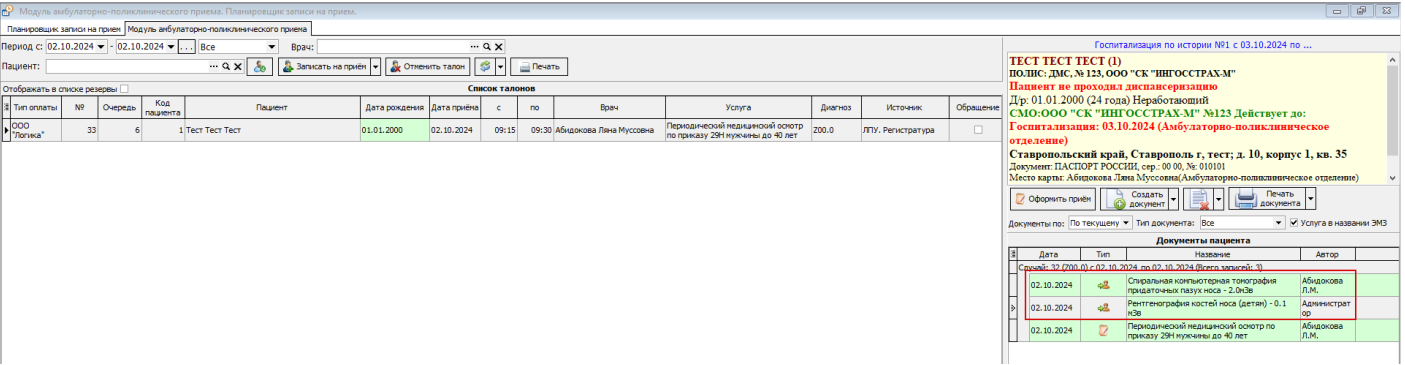 Модуль амбулаторно-поликлинического приема. Планировщик записи на прием.
Планировщик записи на прием Модуль амбулаторно-поликлинического приема
Период с: 02.10.2024 - 02.10.2024 ... Все Врач: ...
Пациент: ... Записать на приём Отменить талон Печать
Отображать в списке резервы
Список талонов
Тип оплаты № Очередь Код пациента Пациент Дата рождения Дата приёма с по Врач Услуга Диагноз Источник Обращение
ООО "Логика" 33 6 1 Тест Тест Тест 01.01.2000 02.10.2024 09:15 09:30 Абидокова Ляна Муссовна Периодический медицинский осмотр по приказу 29Н мужчины до 40 лет Z00.0 ЛПУ. Регистратура
Госпитализация по истории №1 с 03.10.2024 по ...
ТЕСТ ТЕСТ ТЕСТ (1)
ПОЛИС: ДМС, № 123, ООО "СК "ИНГОССТРАХ-М"
Пациент не проходил диспансеризацию
Д/р: 01.01.2000 (24 года) Неработающий
СМО:ООО "СК "ИНГОССТРАХ-М" №123 Действует до:
Госпитализация: 03.10.2024 (Амбулаторно-поликлиническое
отделение)
Ставропольский край, Ставрополь г, тест; д. 10, корпус 1, кв. 35
Документ: ПАСПОРТ РОССИИ, сер.: 00 00, №: 010101
Место карты: Абидокова Ляна Муссовна(Амбулаторно-поликлиническое отделение)
Оформить приём Создать документ Печать документа
Документы по: По текущему Тип документа: Все Услуга в названии ЭМЗ
Документы пациента
Дата Тип Название Автор
Случай: 32 (Z00.0) с 02.10.2024 по 02.10.2024 (Всего записей: 3)
02.10.2024 Спиральная компьютерная томография придаточных пазух носа - 2.0мЗв Абидокова Л.М.
02.10.2024 Рентгенография костей носа (детям) - 0.1 мЗв Администратор
02.10.2024 Периодический медицинский осмотр по приказу 29Н мужчины до 40 лет Абидокова Л.М.